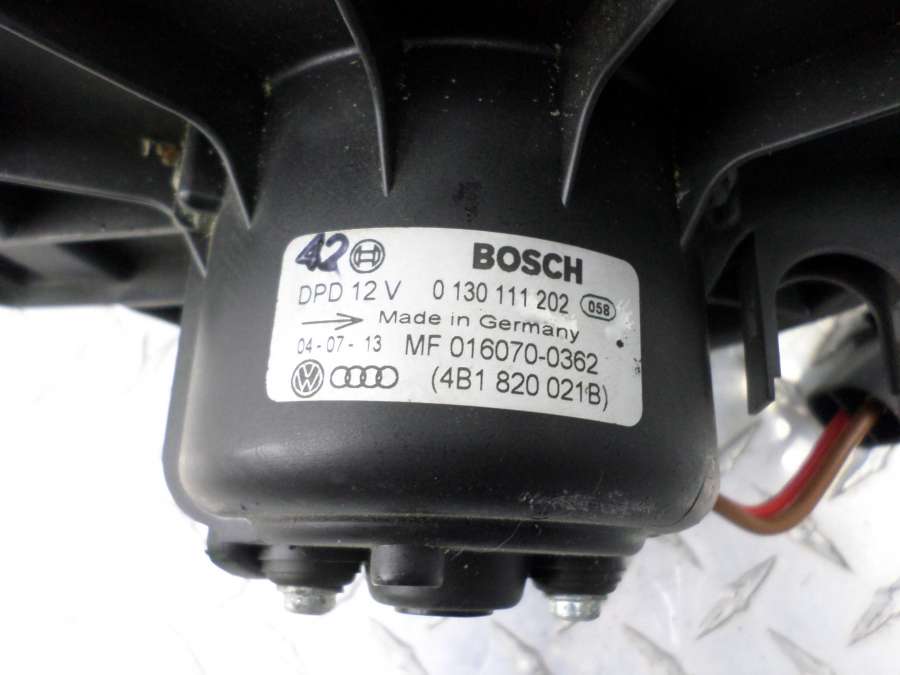 42 BOSCH
DPD 12 V 0 130 111 202 058
Made in Germany
04-07-13 MF 016070-0362
(4B1 820 021B)